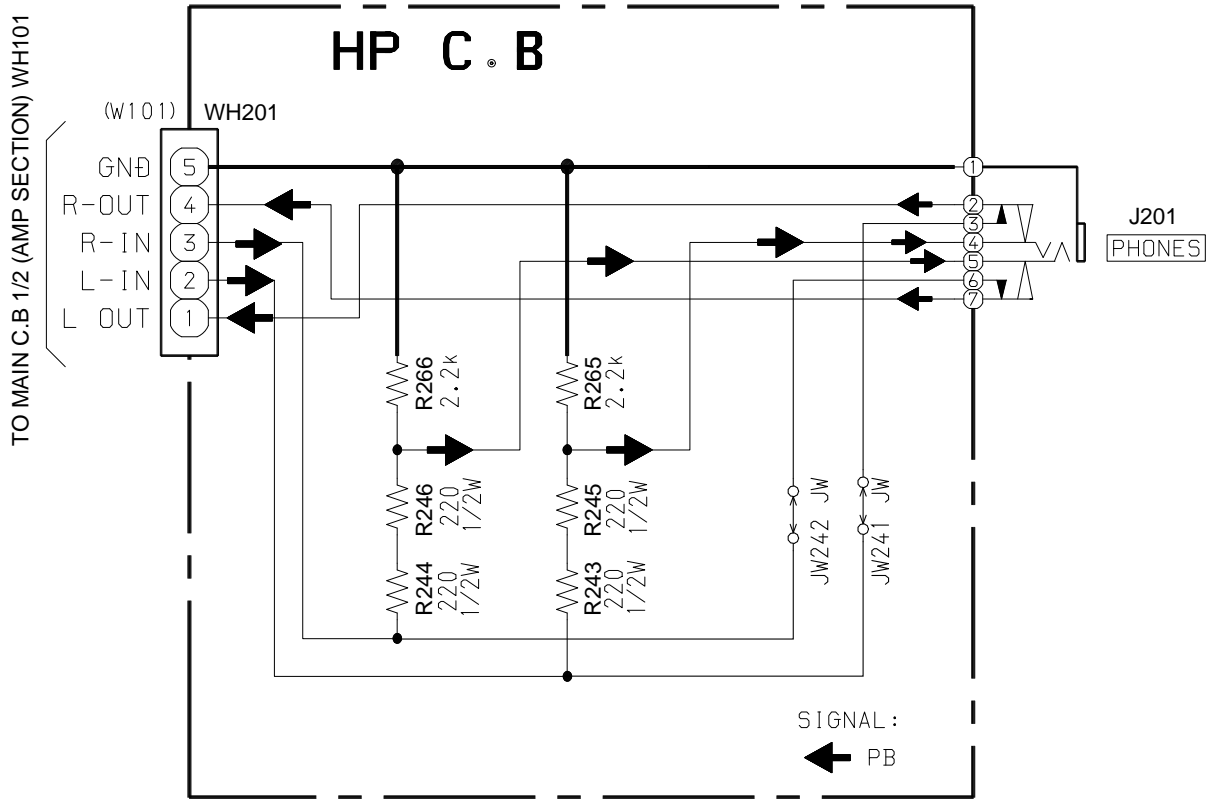 TO MAIN C.B 1/2 (AMP SECTION) WH101
HP C.B
(W101) WH201
GND 5
R-OUT 4
R-IN 3
L-IN 2
L OUT 1
1
2
3
4
5
6
7
J201
PHONES
R266
2.2k
R265
2.2k
R246
220
1/2W
R245
220
1/2W
R244
220
1/2W
R243
220
1/2W
JW242 JW
JW241 JW
SIGNAL:
PB